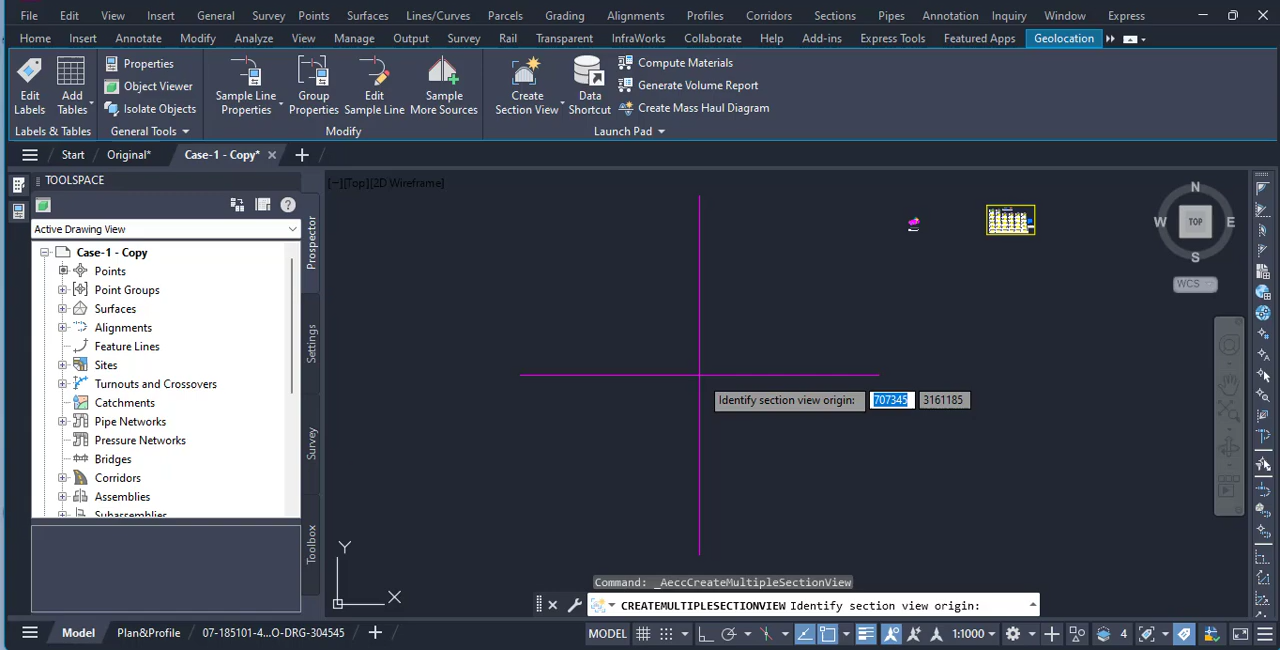 File Edit View Insert General Survey Points Surfaces Lines/Curves Parcels Grading Alignments Profiles Corridors Sections Pipes Annotation Inquiry Window Express
Home Insert Annotate Modify Analyze View Manage Output Survey Rail Transparent InfraWorks Collaborate Help Add-ins Express Tools Featured Apps Geolocation
Edit Labels
Add Tables
Properties
Object Viewer
Isolate Objects
Sample Line Properties
Group Properties
Edit Sample Line
Sample More Sources
Create Section View
Data Shortcut
Compute Materials
Generate Volume Report
Create Mass Haul Diagram
Labels & Tables General Tools Modify Launch Pad
Start Original* Case-1 - Copy*
TOOLSPACE
Active Drawing View
Case-1 - Copy
Points
Point Groups
Surfaces
Alignments
Feature Lines
Sites
Turnouts and Crossovers
Catchments
Pipe Networks
Pressure Networks
Bridges
Corridors
Assemblies
Subassemblies
Prospector
Settings
Survey
Toolbox
[−][Top][2D Wireframe]
N
W TOP E
S
WCS
Identify section view origin: 707345 3161185
Y
X
Command: _AeccCreateMultipleSectionView
CREATEMULTIPLESECTIONVIEW Identify section view origin:
Model Plan&Profile 07-185101-4...O-DRG-304545 MODEL 1:1000 4